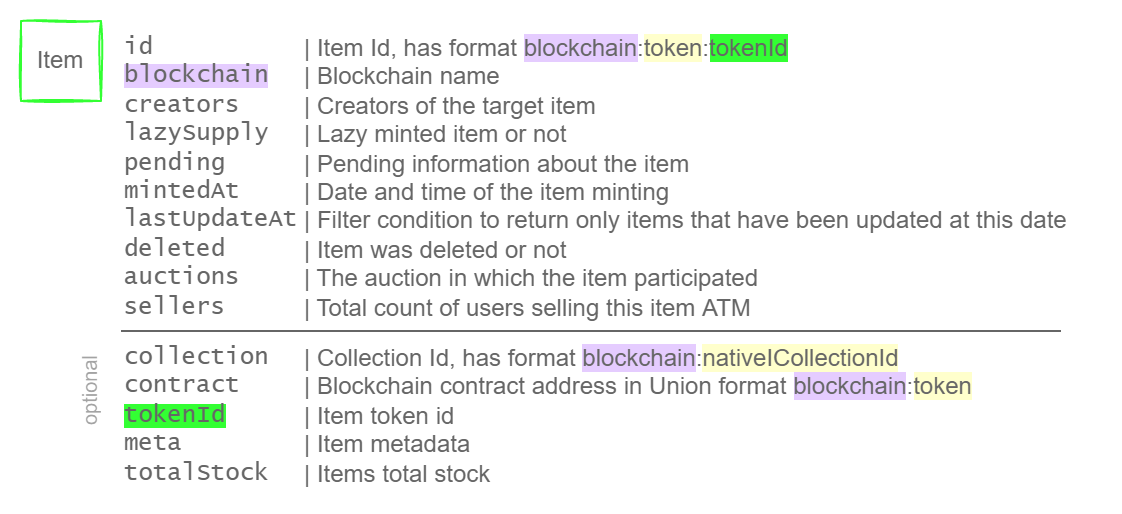 Item
id | Item Id, has format blockchain:token:tokenId
blockchain | Blockchain name
creators | Creators of the target item
lazySupply | Lazy minted item or not
pending | Pending information about the item
mintedAt | Date and time of the item minting
lastUpdateAt | Filter condition to return only items that have been updated at this date
deleted | Item was deleted or not
auctions | The auction in which the item participated
sellers | Total count of users selling this item ATM
optional
collection | Collection Id, has format blockchain:nativeICollectionId
contract | Blockchain contract address in Union format blockchain:token
tokenId | Item token id
meta | Item metadata
totalStock | Items total stock